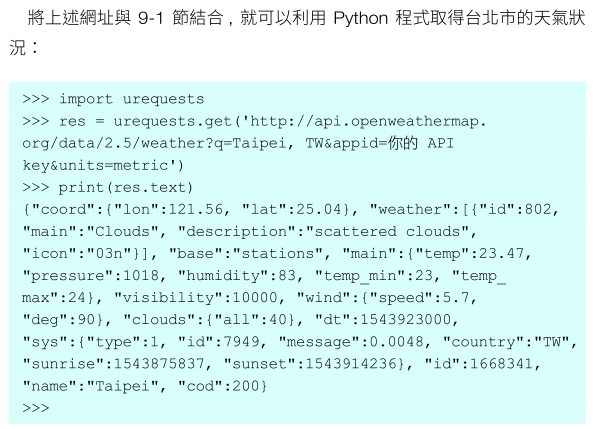 將上述網址與 9-1 節結合，就可以利用 Python 程式取得台北市的天氣狀
況：
>>> import urequests
>>> res = urequests.get('http://api.openweathermap.
org/data/2.5/weather?q=Taipei, TW&appid=你的 API
key&units=metric')
>>> print(res.text)
{"coord":{"lon":121.56, "lat":25.04}, "weather":[{"id":802,
"main":"Clouds", "description":"scattered clouds",
"icon":"03n"}], "base":"stations", "main":{"temp":23.47,
"pressure":1018, "humidity":83, "temp_min":23, "temp_
max":24}, "visibility":10000, "wind":{"speed":5.7,
"deg":90}, "clouds":{"all":40}, "dt":1543923000,
"sys":{"type":1, "id":7949, "message":0.0048, "country":"TW",
"sunrise":1543875837, "sunset":1543914236}, "id":1668341,
"name":"Taipei", "cod":200}
>>>